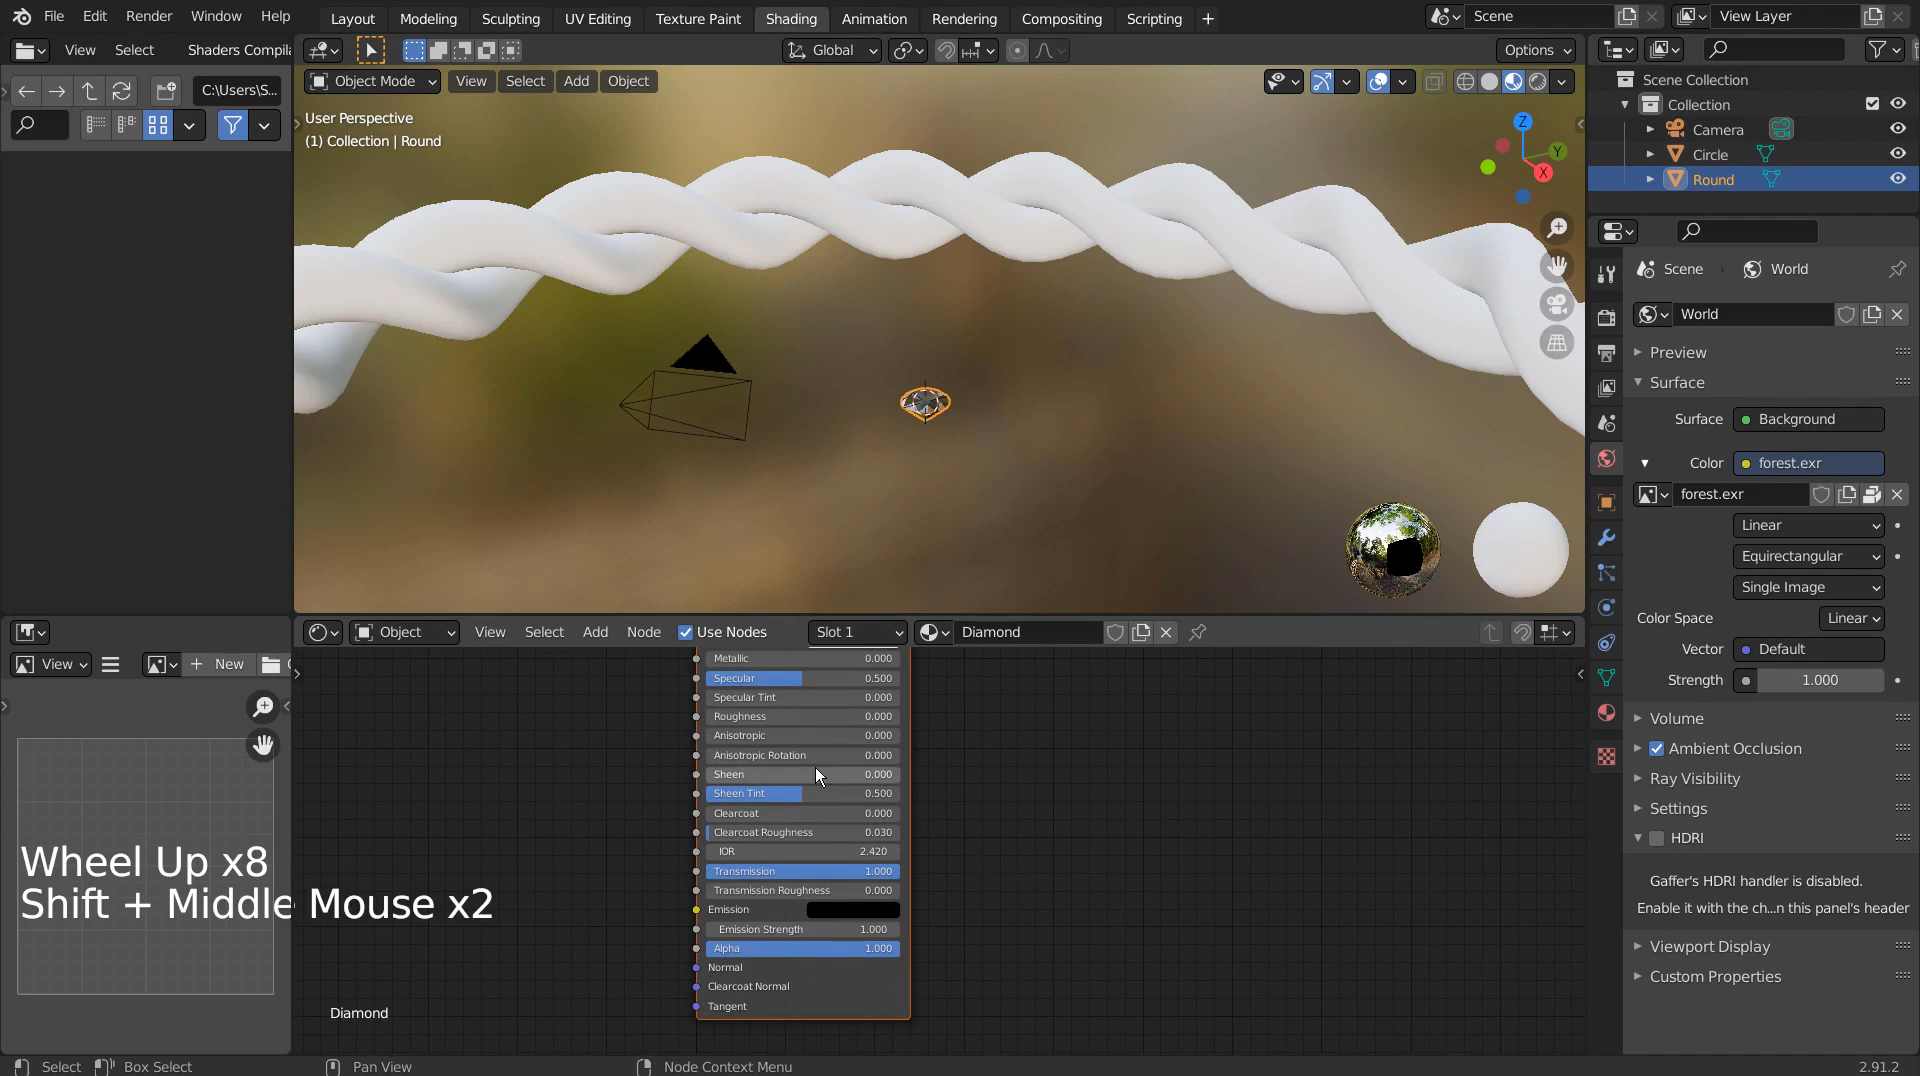 File Edit Render Window Help Layout Modeling Sculpting UV Editing Texture Paint Shading Animation Rendering Compositing Scripting + Scene View Layer
View Select Shaders Compila Global Options
C:\Users\S... Object Mode View Select Add Object
User Perspective
(1) Collection | Round
Z
Y
X
Scene Collection
Collection
Camera
Circle
Round
Scene World
World
Preview
Surface
Surface Background
Color forest.exr
forest.exr
Linear
Equirectangular
Single Image
Color Space Linear
Vector Default
Strength 1.000
Volume
Ambient Occlusion
Ray Visibility
Settings
HDRI
Gaffer's HDRI handler is disabled.
Enable it with the ch...n this panel's header
Viewport Display
Custom Properties
View + New
Object View Select Add Node Use Nodes Slot 1 Diamond
Metallic 0.000
Specular 0.500
Specular Tint 0.000
Roughness 0.000
Anisotropic 0.000
Anisotropic Rotation 0.000
Sheen 0.000
Sheen Tint 0.500
Clearcoat 0.000
Clearcoat Roughness 0.030
IOR 2.420
Transmission 1.000
Transmission Roughness 0.000
Emission
Emission Strength 1.000
Alpha 1.000
Normal
Clearcoat Normal
Tangent
Wheel Up x8
Shift + Middle Mouse x2
Diamond
Select Box Select Pan View Node Context Menu 2.91.2